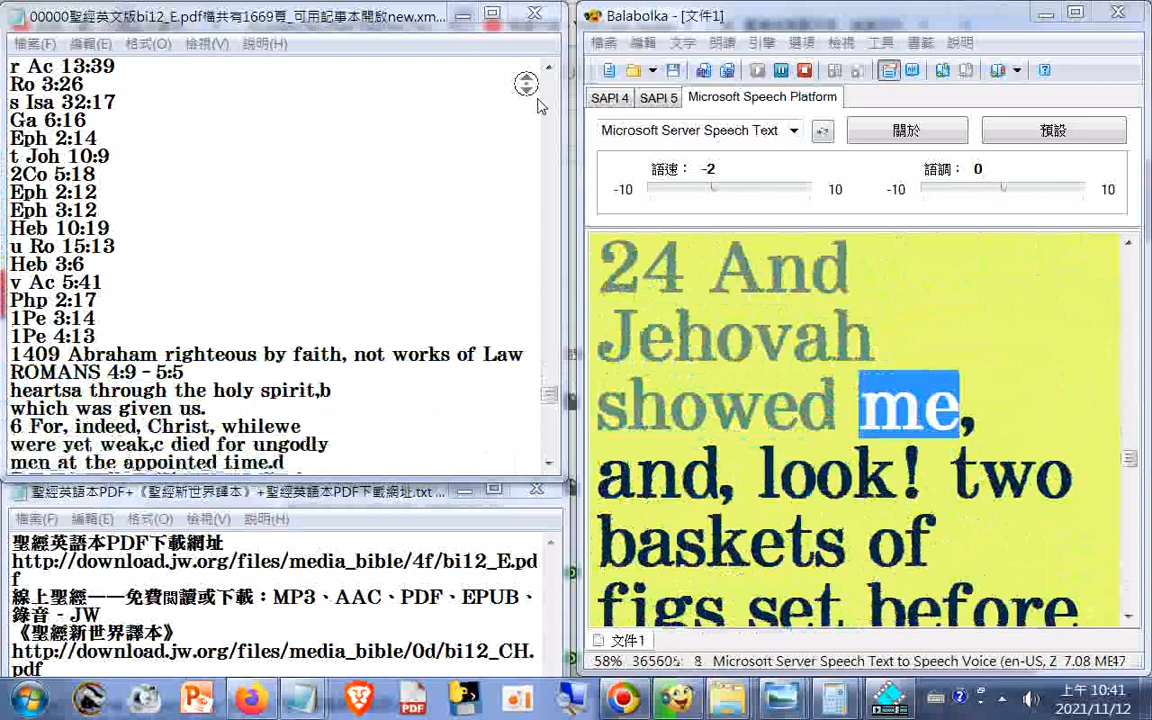 00000聖經英文版bi12_E.pdf檔共有1669頁_可用記事本開啟new.xm...
檔案(F) 編輯(E) 格式(O) 檢視(V) 說明(H)
r Ac 13:39
Ro 3:26
s Isa 32:17
Ga 6:16
Eph 2:14
t Joh 10:9
2Co 5:18
Eph 2:12
Eph 3:12
Heb 10:19
u Ro 15:13
Heb 3:6
v Ac 5:41
Php 2:17
1Pe 3:14
1Pe 4:13
1409 Abraham righteous by faith, not works of Law
ROMANS 4:9 - 5:5
heartsa through the holy spirit,b
which was given us.
6 For, indeed, Christ, whilewe
were yet weak,c died for ungodly
men at the appointed time.d
聖經英語本PDF+《聖經新世界譯本》+聖經英語本PDF下載網址.txt ...
檔案(F) 編輯(E) 格式(O) 檢視(V) 說明(H)
聖經英語本PDF下載網址
http://download.jw.org/files/media_bible/4f/bi12_E.pd
f
線上聖經——免費閱讀或下載：MP3、AAC、PDF、EPUB、
錄音 - JW
《聖經新世界譯本》
http://download.jw.org/files/media_bible/0d/bi12_CH.
pdf
Balabolka - [文件1]
檔案 編輯 文字 朗讀 引擎 選項 檢視 工具 書籤 說明
SAPI 4 SAPI 5 Microsoft Speech Platform
Microsoft Server Speech Text 關於 預設
語速： -2 語調： 0
-10 10 -10 10
24 And
Jehovah
showed me,
and, look! two
baskets of
figs set before
文件1
58% Microsoft Server Speech Text to Speech Voice (en-US, Z 7.08 MB
上午 10:41
2021/11/12